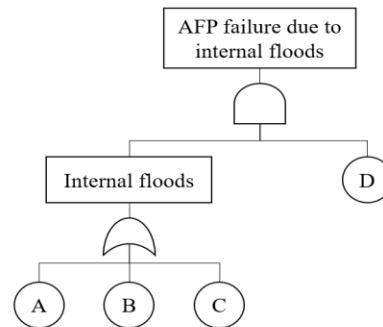 AFP failure due to
internal floods
Internal floods
D
A
B
C